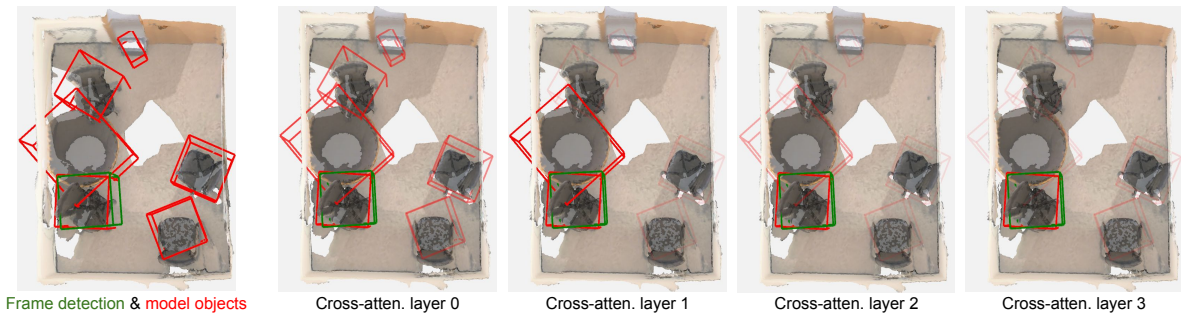 Frame detection & model objects
Cross-atten. layer 0
Cross-atten. layer 1
Cross-atten. layer 2
Cross-atten. layer 3